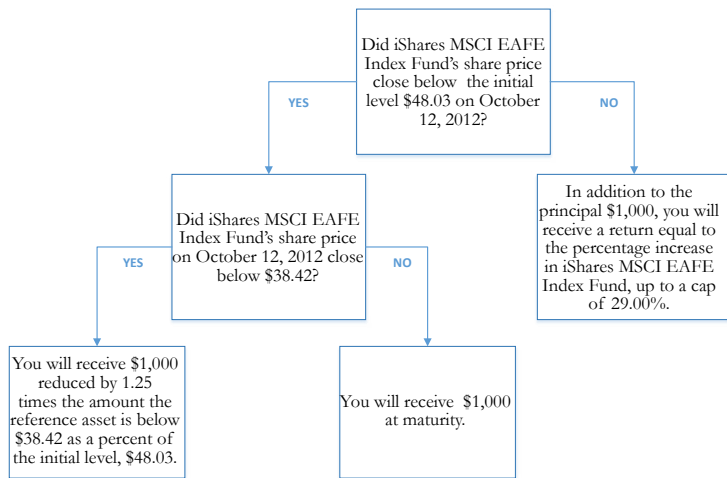 Did iShares MSCI EAFE
Index Fund's share price
close below the initial
level $48.03 on October
12, 2012?
YES
NO
Did iShares MSCI EAFE
Index Fund's share price
on October 12, 2012 close
below $38.42?
In addition to the
principal $1,000, you will
receive a return equal to
the percentage increase
in iShares MSCI EAFE
Index Fund, up to a cap
of 29.00%.
YES
NO
You will receive $1,000
reduced by 1.25
times the amount the
reference asset is below
$38.42 as a percent of
the initial level, $48.03.
You will receive $1,000
at maturity.